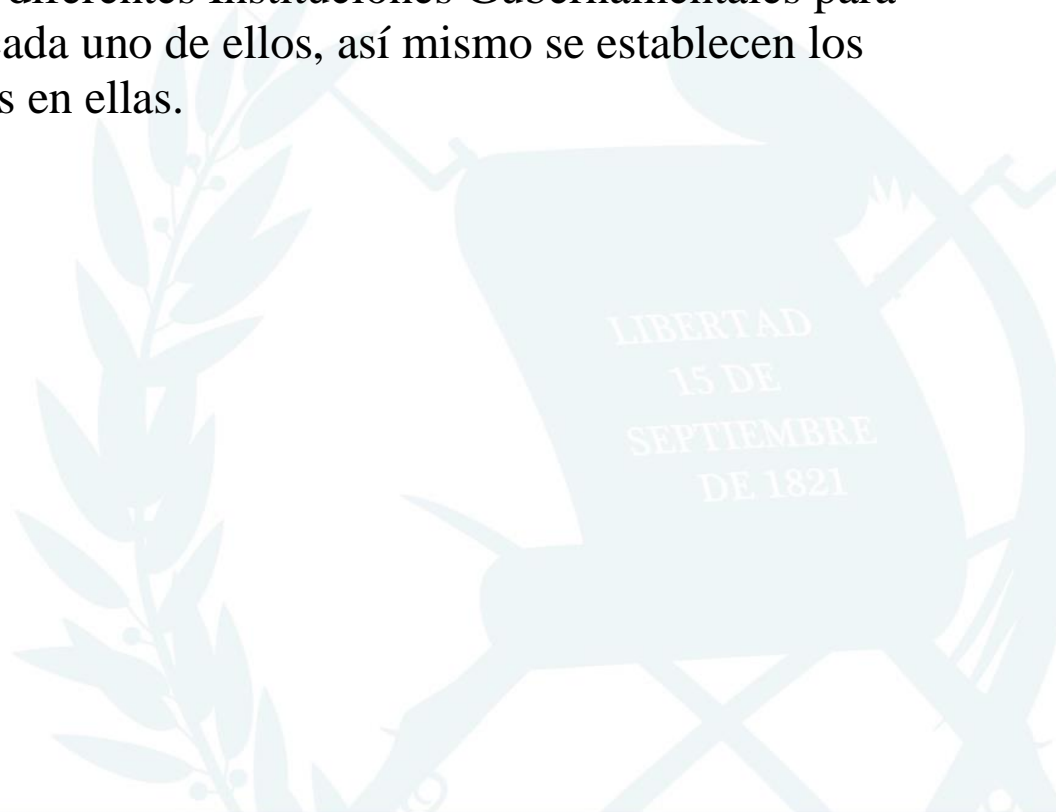 diferentes Instituciones Gubernamentales para
cada uno de ellos, así mismo se establecen los
en ellas.
LIBERTAD
15 DE
SEPTIEMBRE
DE 1821